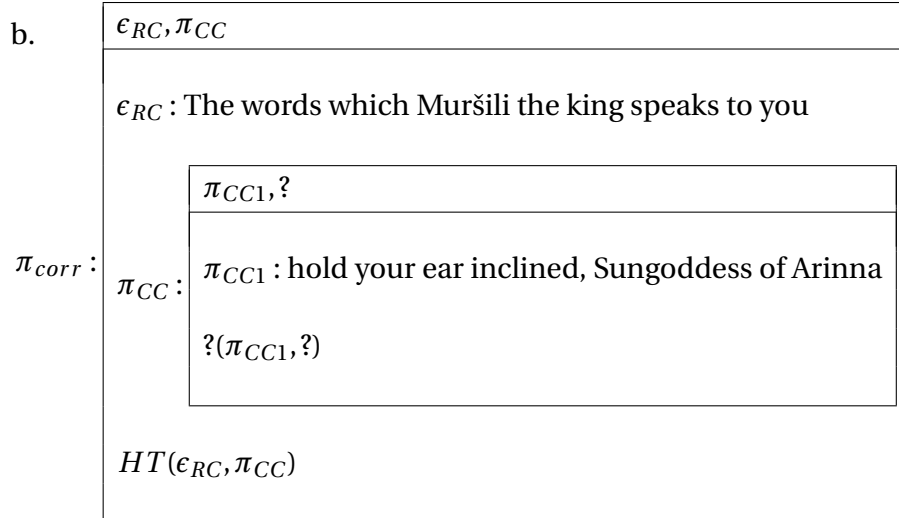 b.
ϵ_RC, π_CC
ϵ_RC : The words which Muršili the king speaks to you
π_CC1, ?
π_corr :
π_CC :
π_CC1 : hold your ear inclined, Sungoddess of Arinna
?(π_CC1, ?)
HT(ϵ_RC, π_CC)